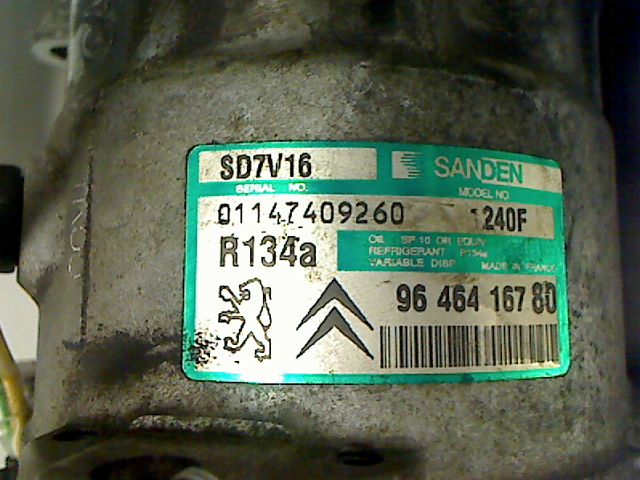 SD7V16 SANDEN
SERIAL NO. MODEL NO
01147409260 1240F
R134a
OIL SP 10 OR EQUIV
REFRIGERANT R134a
VARIABLE DISP MADE IN FRANCE
96 464 167 80